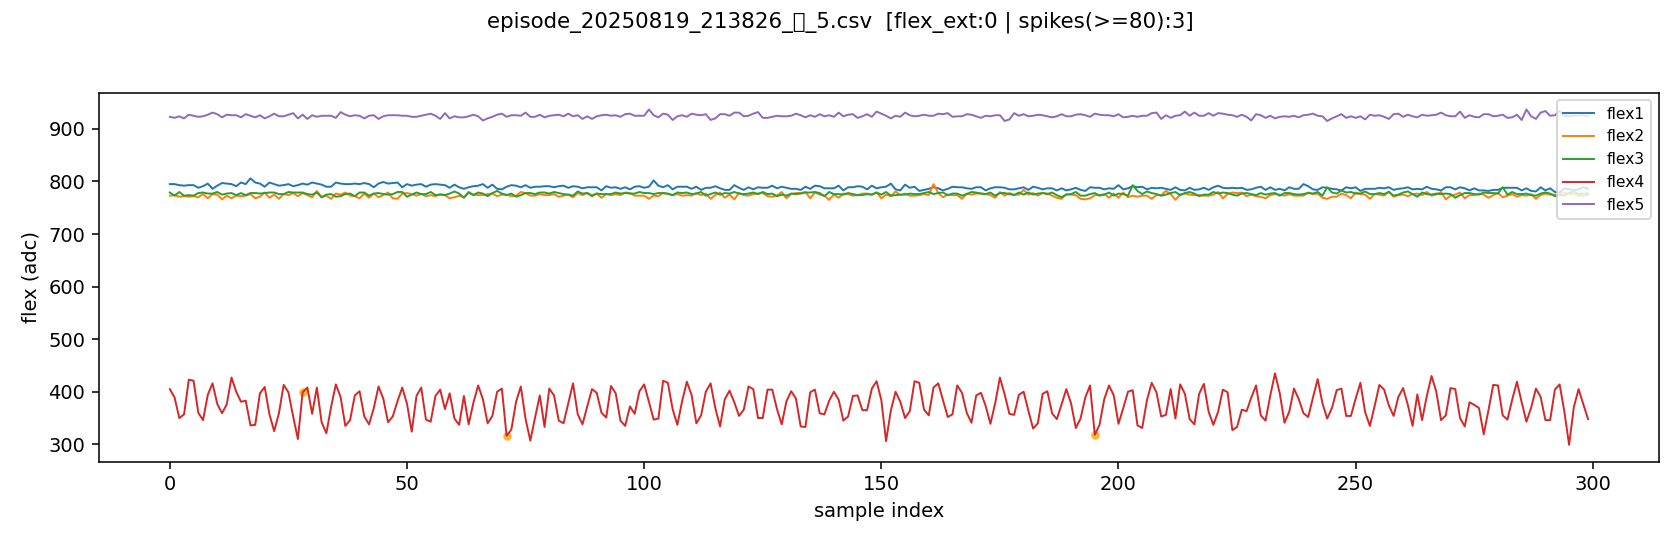 episode_20250819_213826_▯_5.csv  [flex_ext:0 | spikes(>=80):3]
flex (adc)
900
800
700
600
500
400
300
0
50
100
150
200
250
300
sample index
flex1
flex2
flex3
flex4
flex5